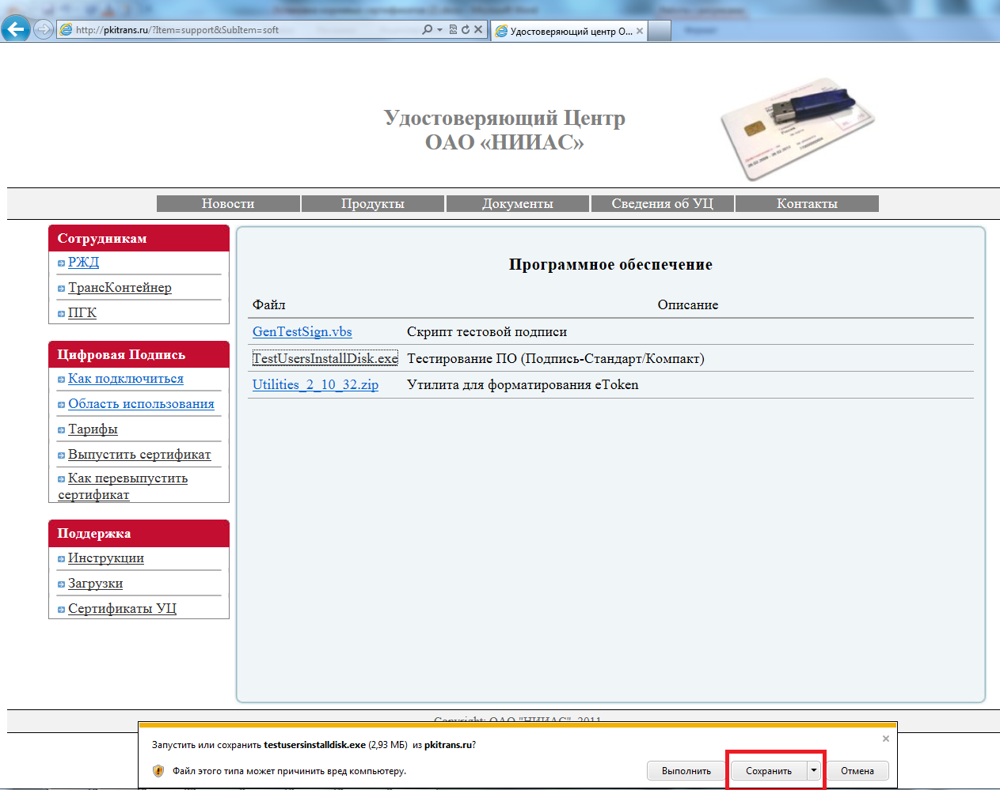 http://pkitrans.ru/?Item=support&SubItem=soft
Удостоверяющий центр О...
Удостоверяющий Центр
ОАО «НИИАС»
Новости
Продукты
Документы
Сведения об УЦ
Контакты
Сотрудникам
РЖД
ТрансКонтейнер
ПГК
Цифровая Подпись
Как подключиться
Область использования
Тарифы
Выпустить сертификат
Как перевыпустить
сертификат
Поддержка
Инструкции
Загрузки
Сертификаты УЦ
Программное обеспечение
Файл Описание
GenTestSign.vbs Скрипт тестовой подписи
TestUsersInstallDisk.exe Тестирование ПО (Подпись-Стандарт/Компакт)
Utilities_2_10_32.zip Утилита для форматирования eToken
Copyright: ОАО "НИИАС", 2011
Запустить или сохранить testusersinstalldisk.exe (2,93 МБ) из pkitrans.ru?
Файл этого типа может причинить вред компьютеру.
Выполнить
Сохранить
Отмена